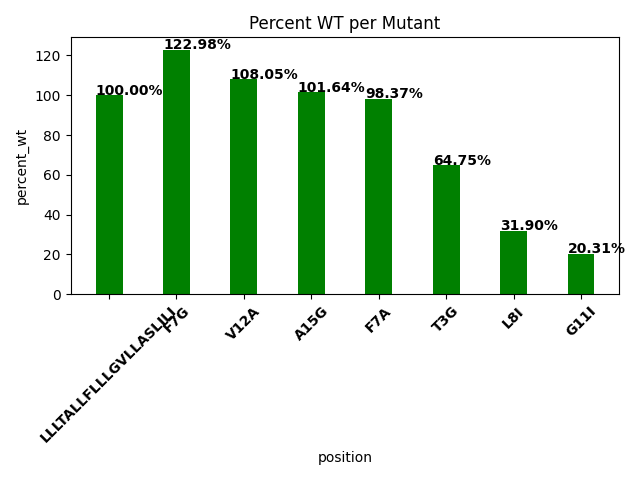 Percent WT per Mutant
percent_wt
120
100
80
60
40
20
0
100.00%
122.98%
108.05%
101.64%
98.37%
64.75%
31.90%
20.31%
LLLTALLFLLLGVLLASLILI
F7G
V12A
A15G
F7A
T3G
L8I
G11I
position